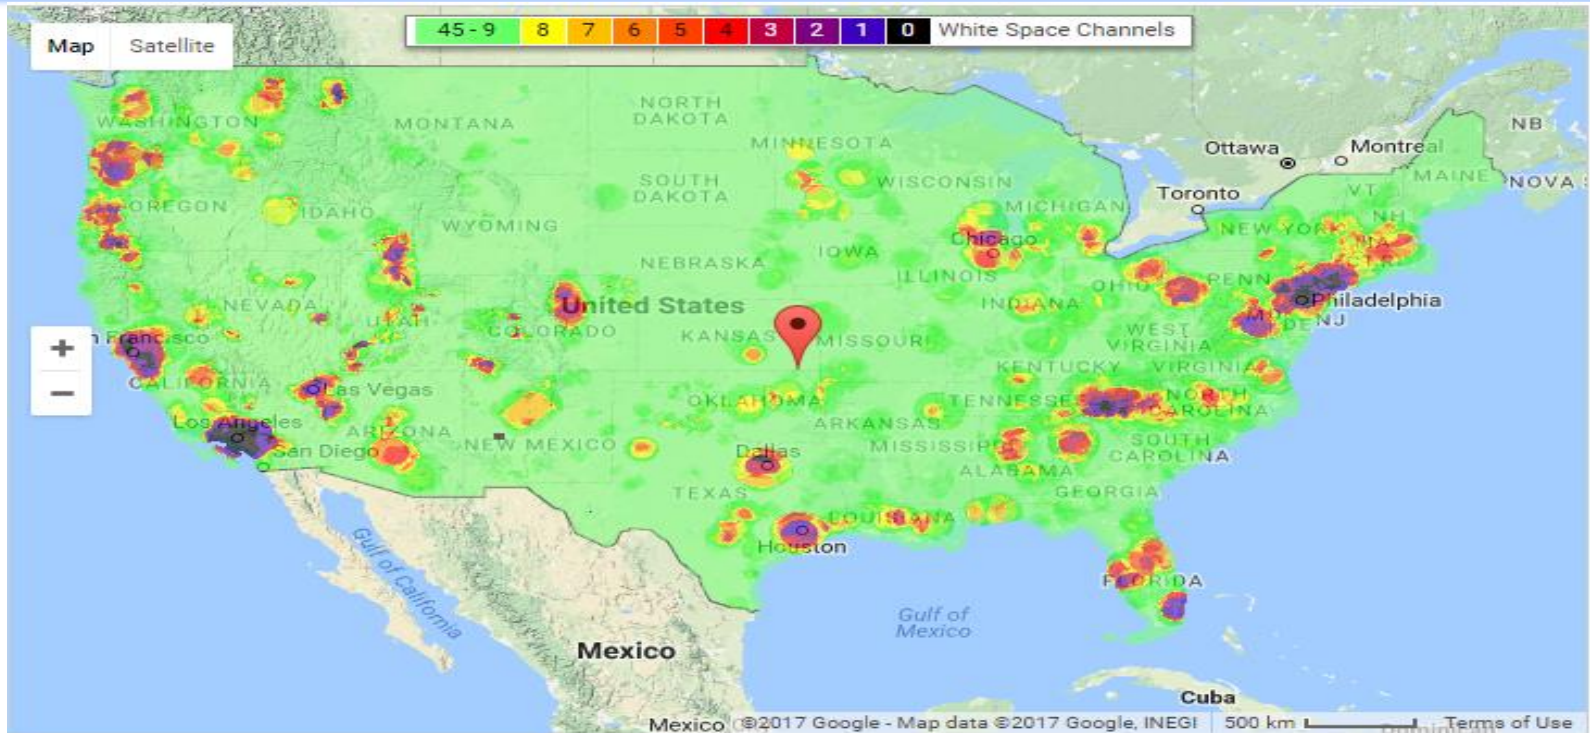 Map Satellite
45 - 9 8 7 6 5 4 3 2 1 0 White Space Channels
NORTH
DAKOTA
WASHINGTON
MONTANA
MINNESOTA
NB
Ottawa
Montreal
SOUTH
DAKOTA
WISCONSIN
VT
MAINE
NOVA
Toronto
OREGON
IDAHO
MICHIGAN
NH
WYOMING
NEW YORK
Chicago
IOWA
NEBRASKA
ILLINOIS
OHIO
PENN
NEVADA
United States
INDIANA
Philadelphia
UTAH
COLORADO
DE
NJ
KANSAS
MISSOURI
WEST
VIRGINIA
n Francisco
+
KENTUCKY
VIRGINIA
CALIFORNIA
Las Vegas
−
OKLAHOMA
TENNESSEE
NORTH
CAROLINA
Los Angeles
ARKANSAS
ARIZONA
NEW MEXICO
MISSISSIPPI
SOUTH
CAROLINA
San Diego
Dallas
ALABAMA
TEXAS
GEORGIA
LOUISIANA
Houston
Gulf of California
FLORIDA
Gulf of
Mexico
Mexico
Cuba
Mexico
©2017 Google - Map data ©2017 Google, INEGI 500 km Terms of Use